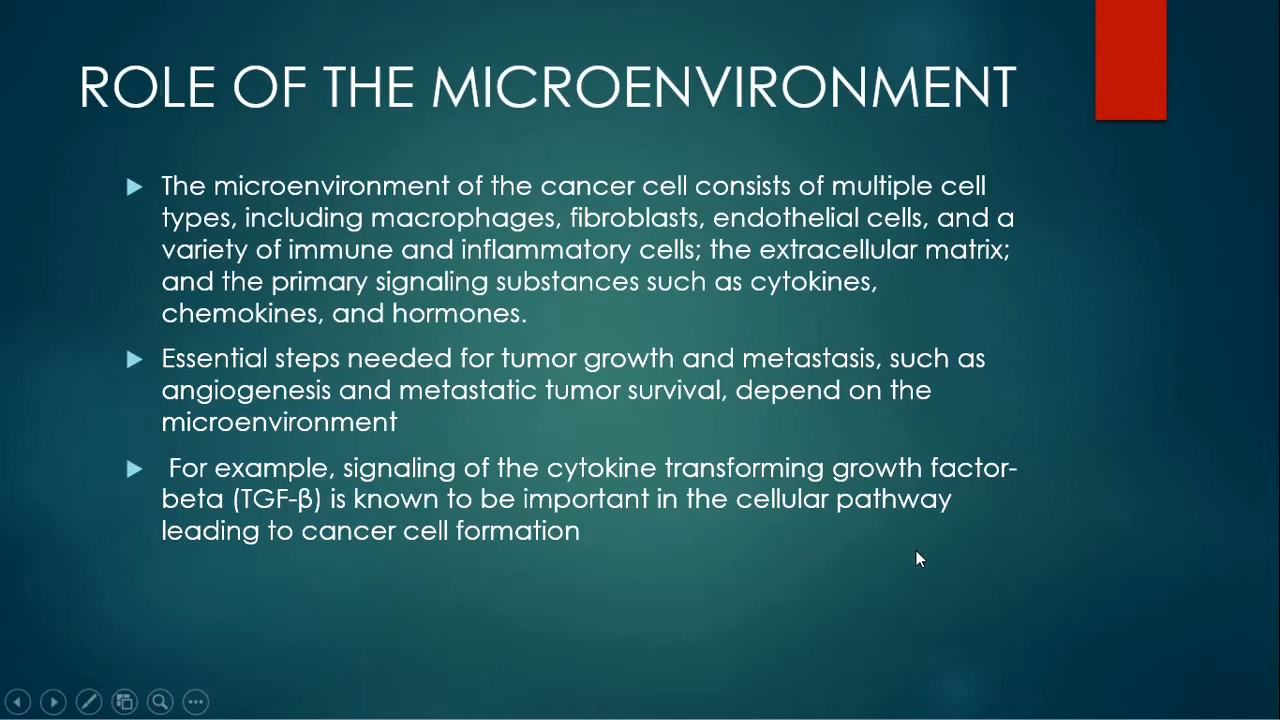 ROLE OF THE MICROENVIRONMENT
The microenvironment of the cancer cell consists of multiple cell
types, including macrophages, fibroblasts, endothelial cells, and a
variety of immune and inflammatory cells; the extracellular matrix;
and the primary signaling substances such as cytokines,
chemokines, and hormones.
Essential steps needed for tumor growth and metastasis, such as
angiogenesis and metastatic tumor survival, depend on the
microenvironment
For example, signaling of the cytokine transforming growth factor-
beta (TGF-β) is known to be important in the cellular pathway
leading to cancer cell formation